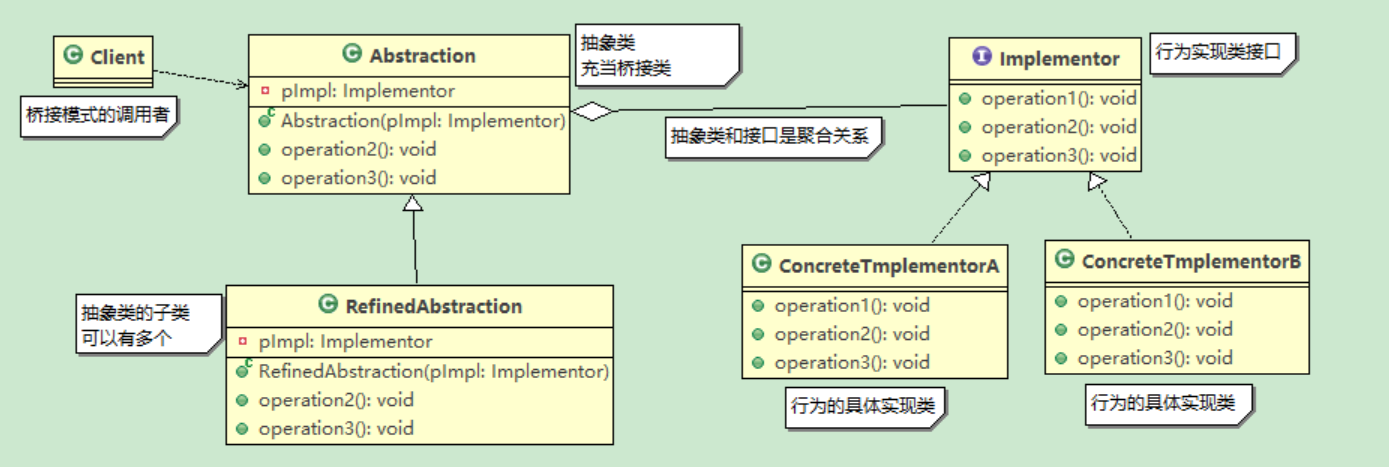 Client
桥接模式的调用者
Abstraction
pImpl: Implementor
Abstraction(pImpl: Implementor)
operation2(): void
operation3(): void
抽象类
充当桥接类
抽象类和接口是聚合关系
Implementor
operation1(): void
operation2(): void
operation3(): void
行为实现类接口
抽象类的子类
可以有多个
RefinedAbstraction
pImpl: Implementor
RefinedAbstraction(pImpl: Implementor)
operation2(): void
operation3(): void
ConcreteTmplementorA
operation1(): void
operation2(): void
operation3(): void
行为的具体实现类
ConcreteTmplementorB
operation1(): void
operation2(): void
operation3(): void
行为的具体实现类